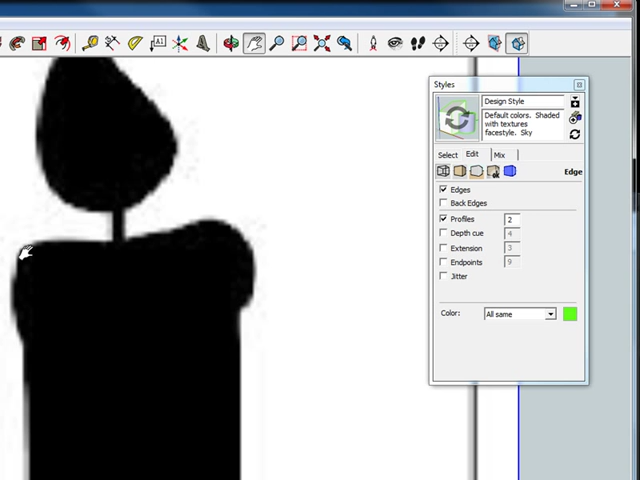 A1
Styles
Design Style
Default colors. Shaded
with textures
facestyle. Sky
Select Edit Mix
Edge
Edges
Back Edges
Profiles 2
Depth cue 4
Extension 3
Endpoints 9
Jitter
Color: All same